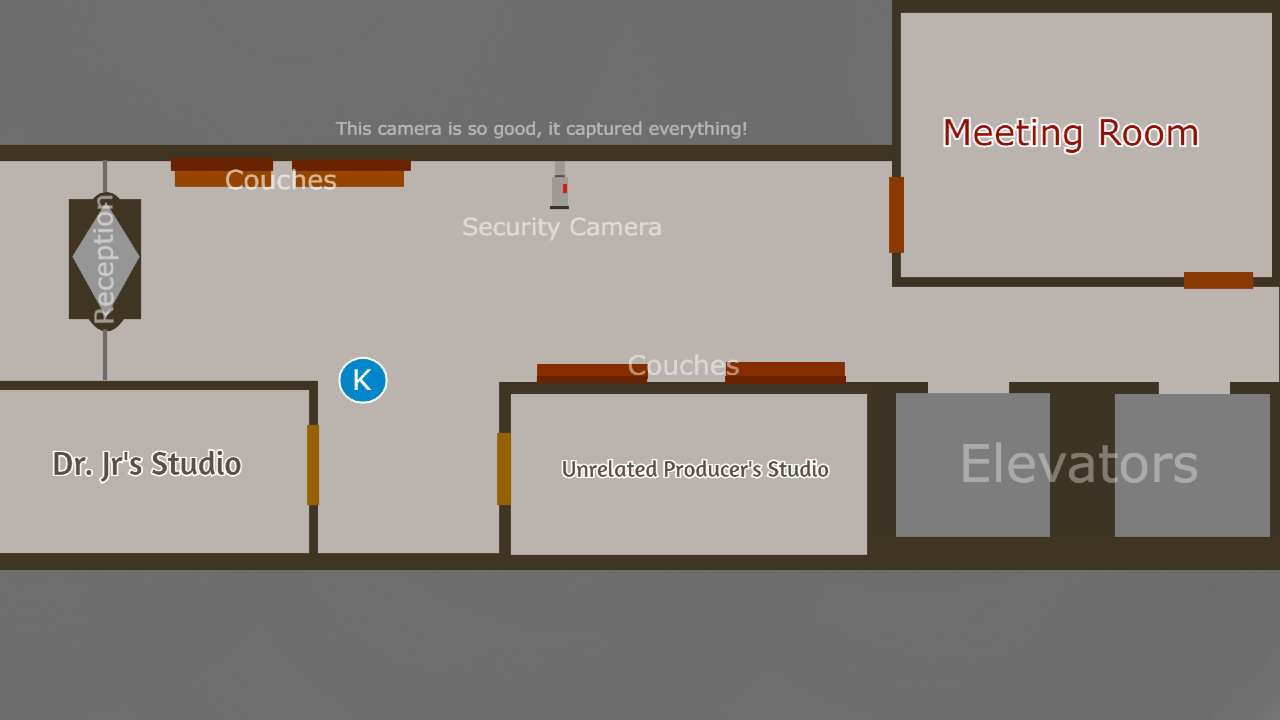 This camera is so good, it captured everything!
Meeting Room
Couches
Security Camera
Reception
Couches
K
Dr. Jr's Studio
Unrelated Producer's Studio
Elevators